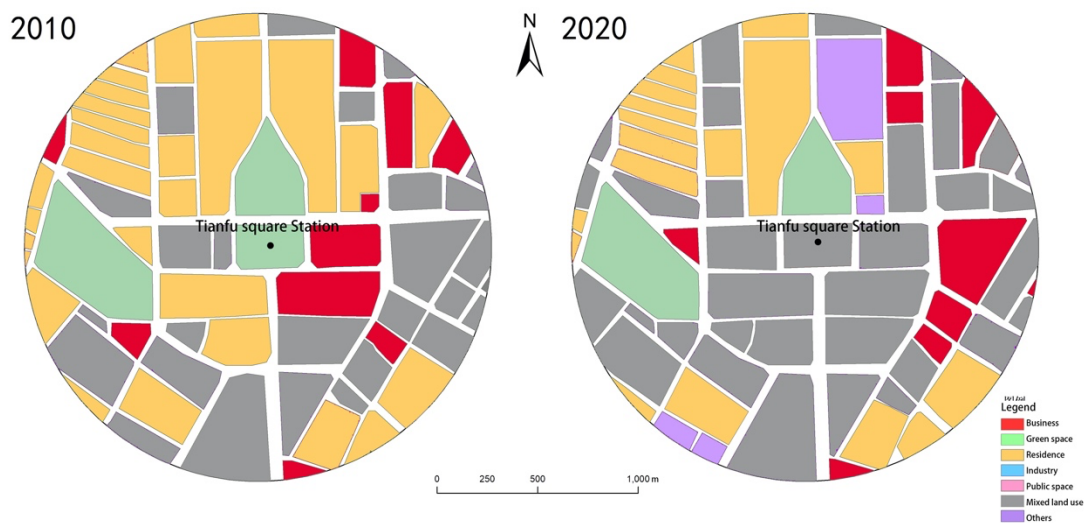 2010
N
2020
Tianfu square Station
Tianfu square Station
Legend
Business
Green space
Residence
Industry
Public space
Mixed land use
Others
0 250 500 1,000 m